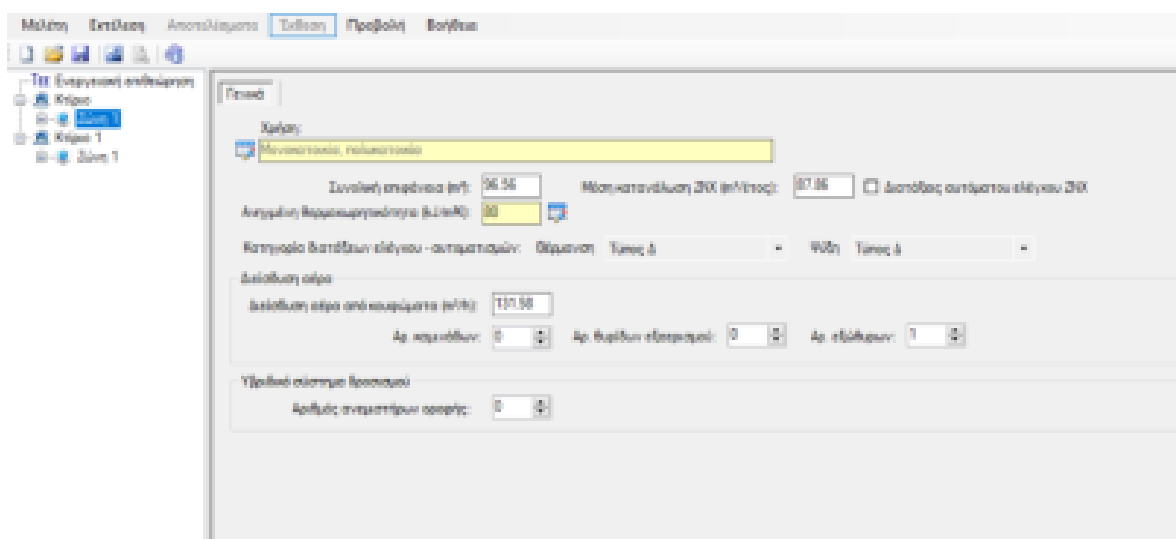 Μελέτη Εκτέλεση Αποτελέσματα Έκθεση Προβολή Βοήθεια
Ενεργειακή επιθεώρηση
Κτίριο
Ζώνη 1
Κτίριο 1
Ζώνη 1
Γενικά
Χρήση:
Μονοκατοικία, πολυκατοικία
Συνολική επιφάνεια (m²): 96.56 Μέση κατανάλωση ΖΝΧ (m³/έτος): 87.86 Διατάξεις αυτόματου ελέγχου ΖΝΧ
Ανηγμένη θερμοχωρητικότητα (kJ/m²K): 80
Κατηγορία διατάξεων ελέγχου - αυτοματισμών: Θέρμανση Τύπος Δ Ψύξη Τύπος Δ
Διείσδυση αέρα
Διείσδυση αέρα από κουφώματα (m³/h): 131.58
Αρ. καμινάδων: 0 Αρ. θυρίδων εξαερισμού: 0 Αρ. εξώθυρων: 1
Υβριδικό σύστημα δροσισμού
Αριθμός ανεμιστήρων οροφής: 0